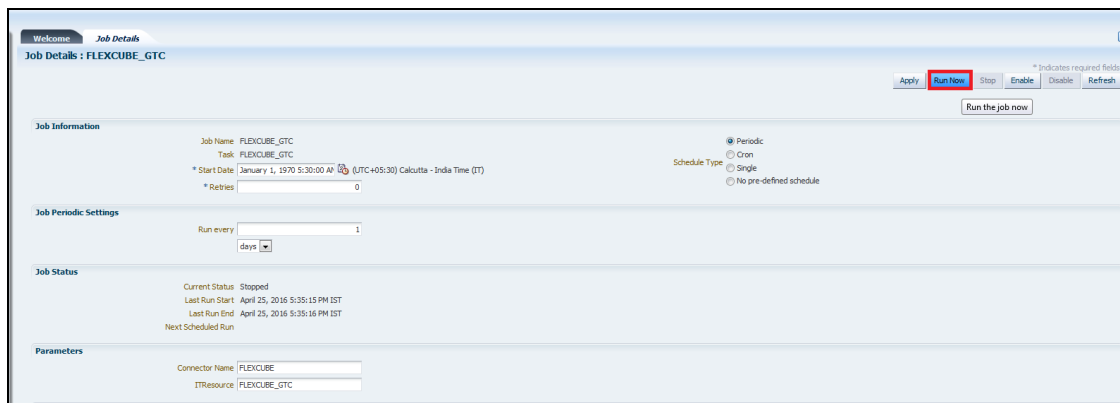 Welcome Job Details
Job Details : FLEXCUBE_GTC
* Indicates required fields
Apply Run Now Stop Enable Disable Refresh
Run the job now
Job Information
Job Name FLEXCUBE_GTC
Task FLEXCUBE_GTC
* Start Date January 1, 1970 5:30:00 AM (UTC+05:30) Calcutta - India Time (IT)
* Retries 0
Schedule Type
Periodic
Cron
Single
No pre-defined schedule
Job Periodic Settings
Run every 1
days
Job Status
Current Status Stopped
Last Run Start April 25, 2016 5:35:15 PM IST
Last Run End April 25, 2016 5:35:16 PM IST
Next Scheduled Run
Parameters
Connector Name FLEXCUBE
ITResource FLEXCUBE_GTC